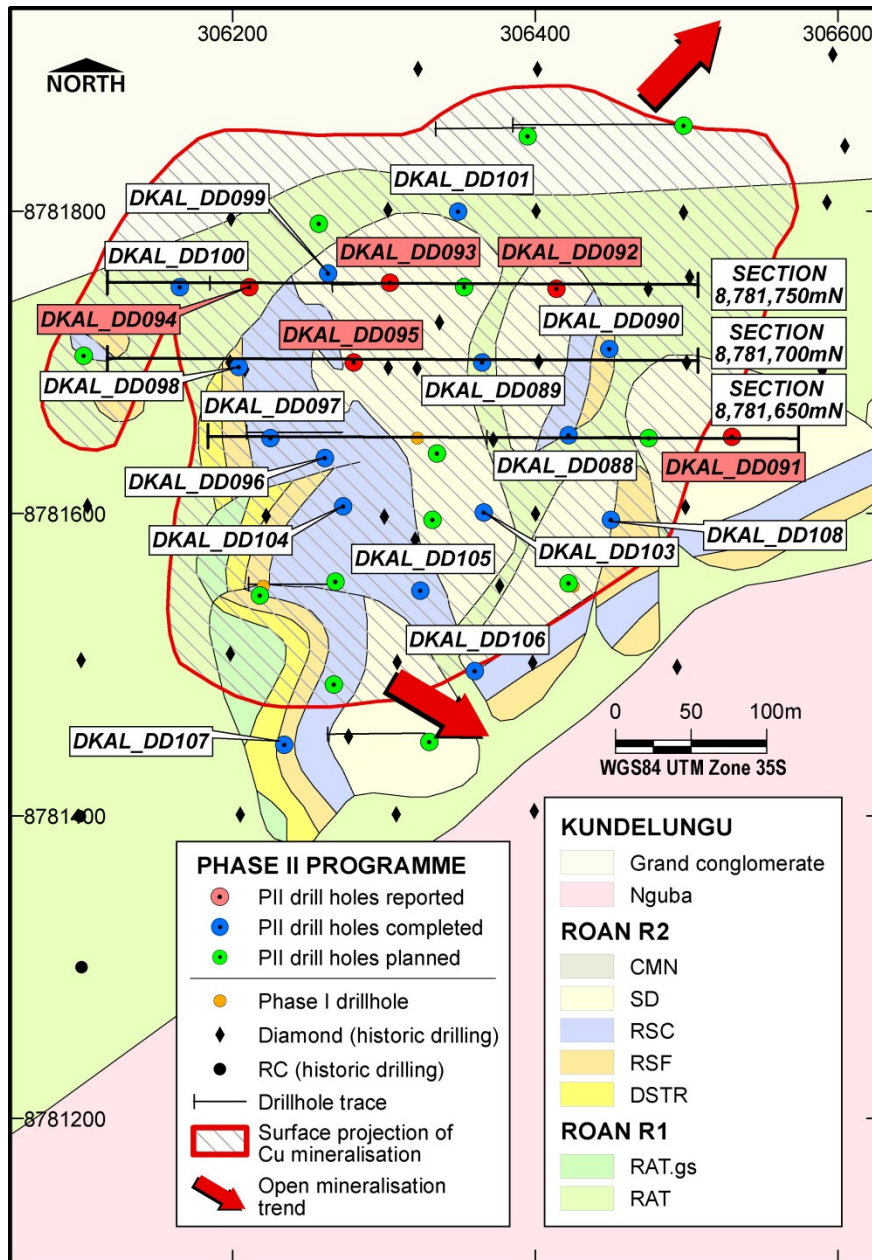 306200
306400
306600
NORTH
DKAL_DD101
DKAL_DD099
8781800
DKAL_DD100
DKAL_DD093
DKAL_DD092
SECTION
8,781,750mN
DKAL_DD094
DKAL_DD095
DKAL_DD090
SECTION
8,781,700mN
DKAL_DD098
DKAL_DD089
SECTION
8,781,650mN
DKAL_DD097
DKAL_DD088
DKAL_DD091
DKAL_DD096
8781600
DKAL_DD104
DKAL_DD105
DKAL_DD103
DKAL_DD108
DKAL_DD106
DKAL_DD107
0 50 100m
WGS84 UTM Zone 35S
8781400
PHASE II PROGRAMME
PII drill holes reported
PII drill holes completed
PII drill holes planned
Phase I drillhole
Diamond (historic drilling)
RC (historic drilling)
Drillhole trace
Surface projection of
Cu mineralisation
Open mineralisation
trend
KUNDELUNGU
Grand conglomerate
Nguba
ROAN R2
CMN
SD
RSC
RSF
DSTR
ROAN R1
RAT.gs
RAT
8781200